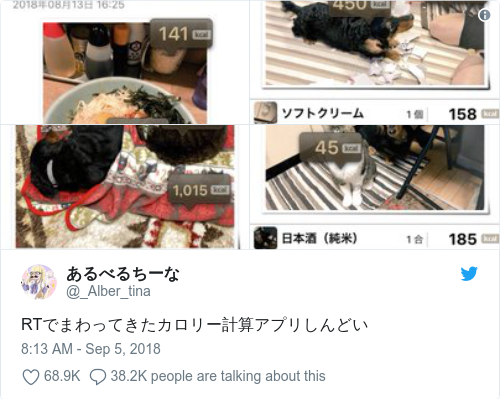 2018年08月13日 16:25
141 kcal
450 kcal
ソフトクリーム 1個 158 kcal
1,015 kcal
45 kcal
日本酒（純米） 1合 185 kcal
あるべるちーな
@_Alber_tina
RTでまわってきたカロリー計算アプリしんどい
8:13 AM - Sep 5, 2018
68.9K 38.2K people are talking about this